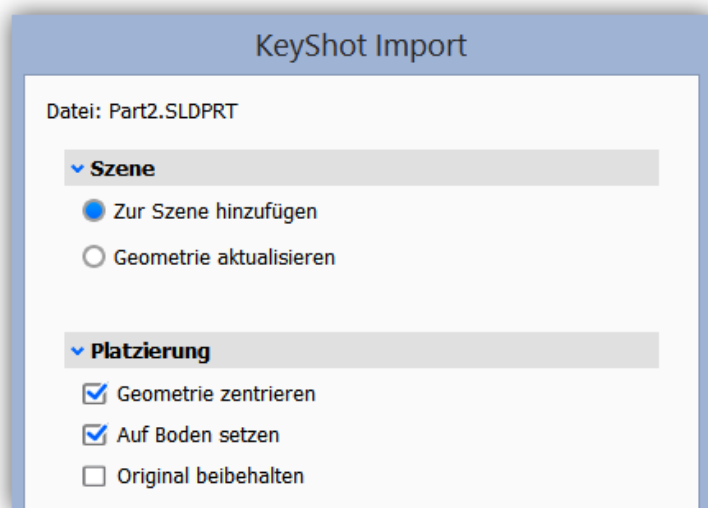 KeyShot Import
Datei: Part2.SLDPRT
Szene
Zur Szene hinzufügen
Geometrie aktualisieren
Platzierung
Geometrie zentrieren
Auf Boden setzen
Original beibehalten